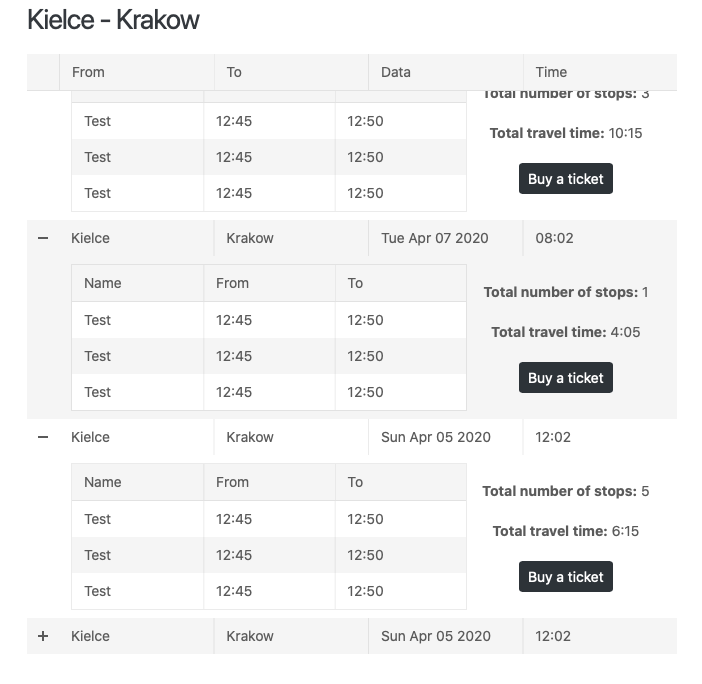 Kielce - Krakow
From To Data Time
Total number of stops: 3
Test 12:45 12:50
Total travel time: 10:15
Test 12:45 12:50
Buy a ticket
Test 12:45 12:50
− Kielce Krakow Tue Apr 07 2020 08:02
Name From To
Total number of stops: 1
Test 12:45 12:50
Total travel time: 4:05
Test 12:45 12:50
Buy a ticket
Test 12:45 12:50
− Kielce Krakow Sun Apr 05 2020 12:02
Name From To
Total number of stops: 5
Test 12:45 12:50
Total travel time: 6:15
Test 12:45 12:50
Buy a ticket
Test 12:45 12:50
+ Kielce Krakow Sun Apr 05 2020 12:02